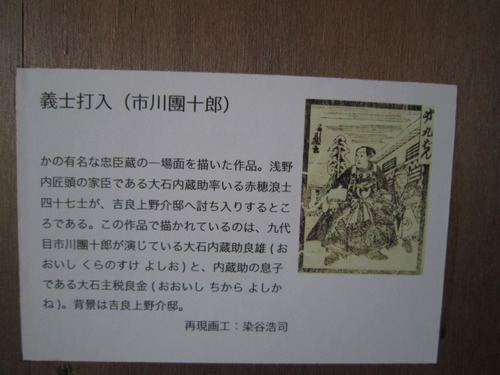 義士打入（市川團十郎）
かの有名な忠臣蔵の一場面を描いた作品。浅野
内匠頭の家臣である大石内蔵助率いる赤穂浪士
四十七士が、吉良上野介邸へ討ち入りするとこ
ろである。この作品で描かれているのは、九代
目市川團十郎が演じている大石内蔵助良雄(お
おいし くらのすけ よしお)と、内蔵助の息子
である大石主税良金(おおいし ちから よしか
ね)。背景は吉良上野介邸。
再現画工：染谷浩司